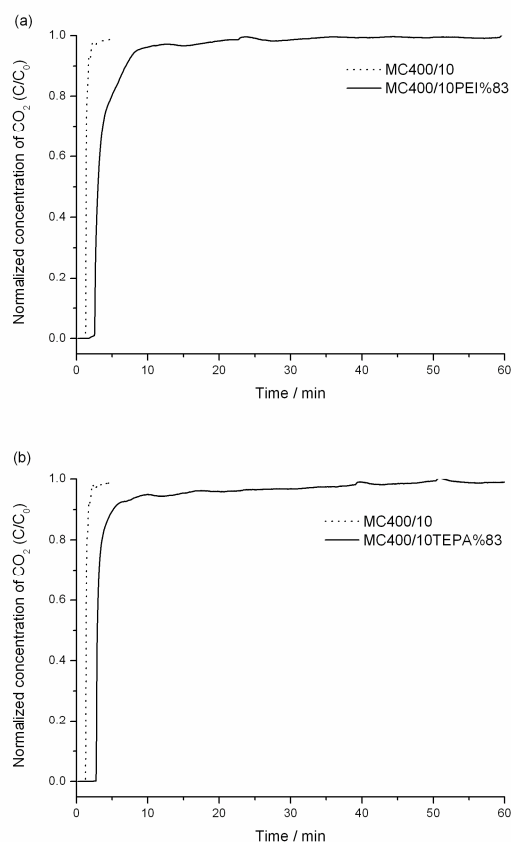 (a)
1.0
0.8
0.6
0.4
0.2
0.0
Normalized concentration of CO₂ (C/C₀)
MC400/10
MC400/10PEI%83
0 10 20 30 40 50 60
Time / min
(b)
1.0
0.8
0.6
0.4
0.2
0.0
Normalized concentration of CO₂ (C/C₀)
MC400/10
MC400/10TEPA%83
0 10 20 30 40 50 60
Time / min